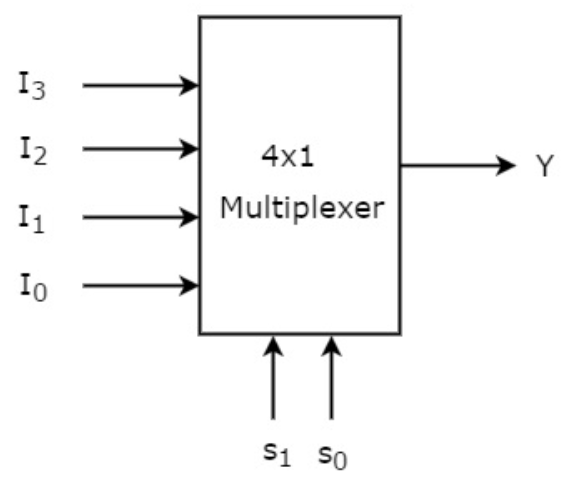 I₃
I₂
4x1
Y
Multiplexer
I₁
I₀
s₁ s₀